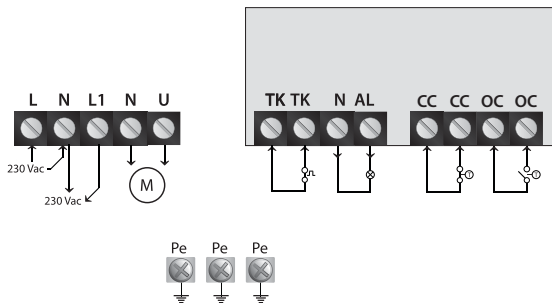 L N L1 N U
TK TK N AL CC CC OC OC
230 Vac
M
230 Vac
Pe Pe Pe